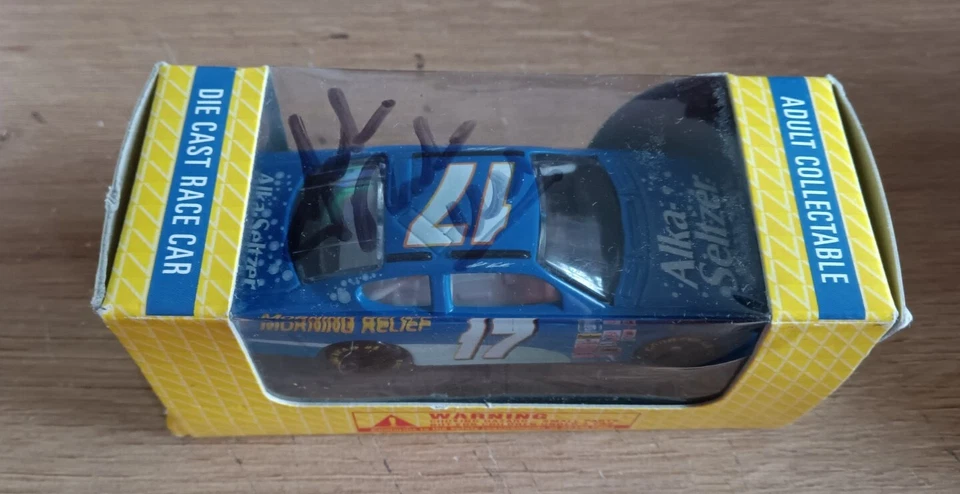 DIE CAST RACE CAR
ADULT COLLECTABLE
17
Alka-Seltzer
Alka-
Seltzer
MORNING RELIEF
17
WARNING